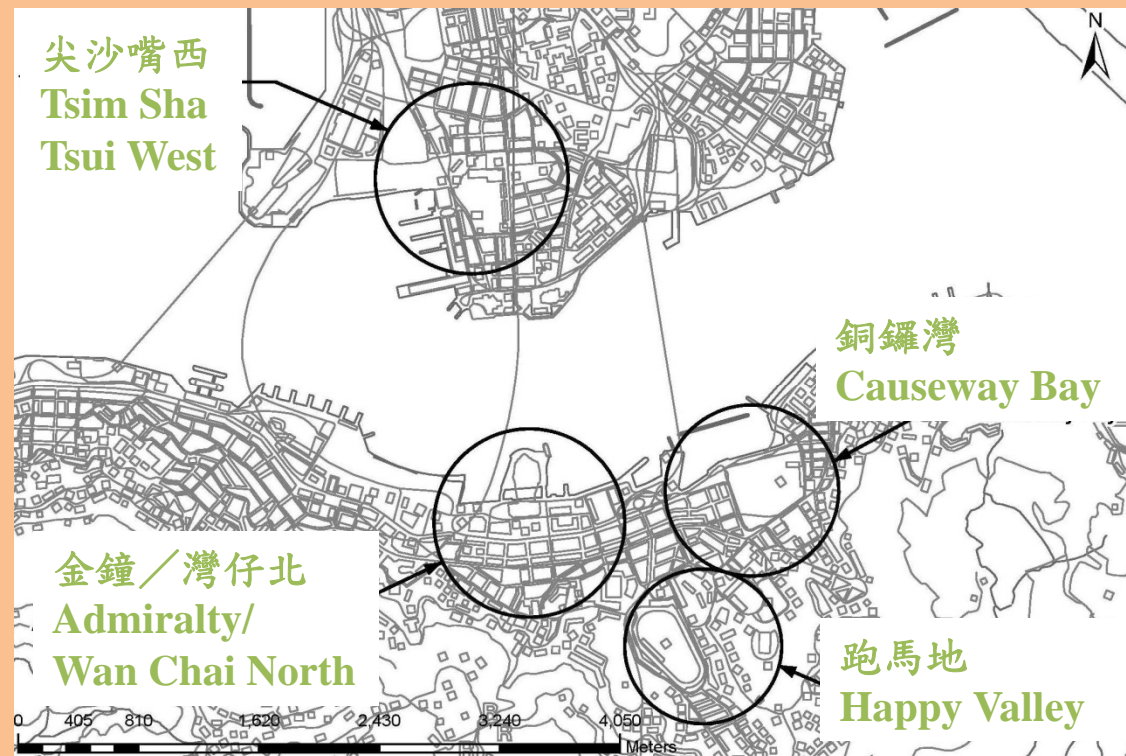 尖沙嘴西
Tsim Sha
Tsui West
N
銅鑼灣
Causeway Bay
金鐘／灣仔北
Admiralty/
Wan Chai North
跑馬地
Happy Valley
0 405 810 1,620 2,430 3,240 4,050
Meters